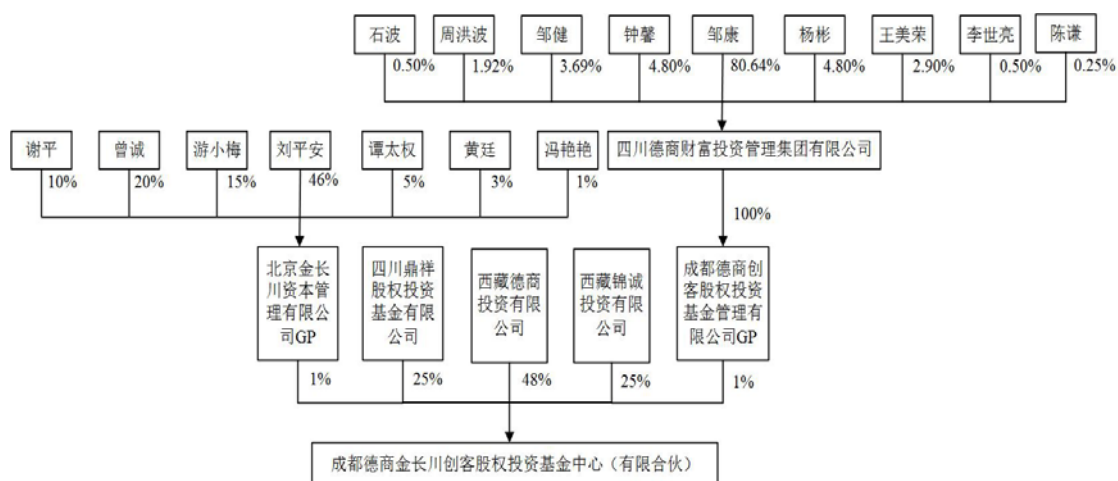 石波
周洪波
邹健
钟馨
邹康
杨彬
王美荣
李世亮
陈谦
0.50%
1.92%
3.69%
4.80%
80.64%
4.80%
2.90%
0.50%
0.25%
谢平
曾诚
游小梅
刘平安
谭太权
黄廷
冯艳艳
四川德商财富投资管理集团有限公司
10%
20%
15%
46%
5%
3%
1%
100%
北京金长
川资本管
理有限公
司GP
四川鼎祥
股权投资
基金有限
公司
西藏德商
投资有限
公司
西藏锦诚
投资有限
公司
成都德商创
客股权投资
基金管理有
限公司GP
1%
25%
48%
25%
1%
成都德商金长川创客股权投资基金中心（有限合伙）